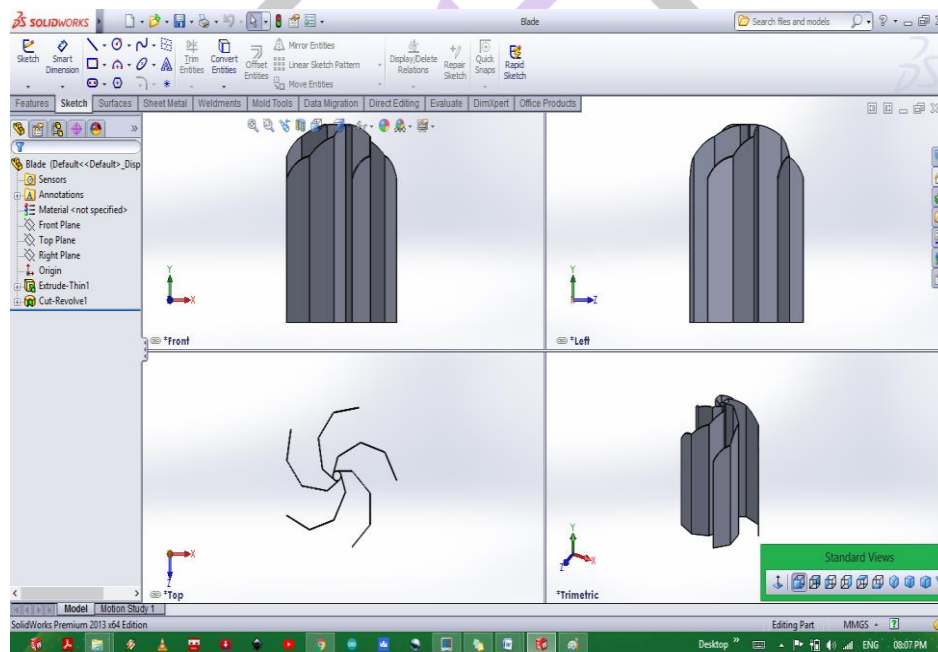 SOLIDWORKS
Blade
Search files and models
Sketch
Smart Dimension
Trim Entities
Convert Entities
Offset Entities
Mirror Entities
Linear Sketch Pattern
Move Entities
Display/Delete Relations
Repair Sketch
Quick Snaps
Rapid Sketch
Features Sketch Surfaces Sheet Metal Weldments Mold Tools Data Migration Direct Editing Evaluate DimXpert Office Products
Blade (Default<<Default>_Disp
Sensors
Annotations
Material <not specified>
Front Plane
Top Plane
Right Plane
Origin
Extrude-Thin1
Cut-Revolve1
Y
X
*Front
Y
Z
*Left
X
Z
*Top
Y
X
Z
*Trimetric
Standard Views
Model Motion Study 1
SolidWorks Premium 2013 x64 Edition
Editing Part MMGS
Desktop ENG 08:07 PM